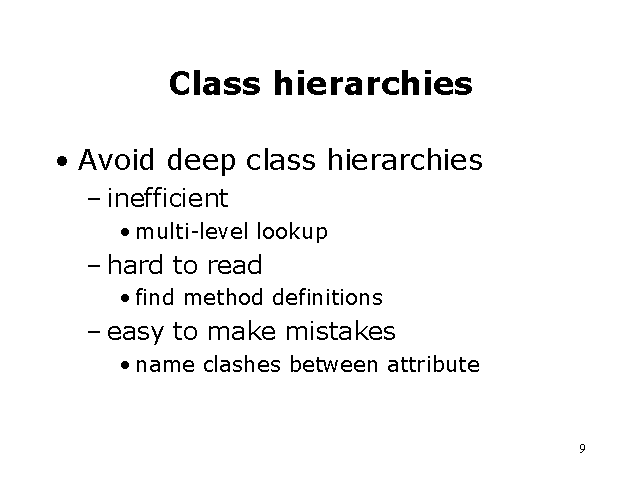 Class hierarchies
• Avoid deep class hierarchies
– inefficient
• multi-level lookup
– hard to read
• find method definitions
– easy to make mistakes
• name clashes between attribute
9